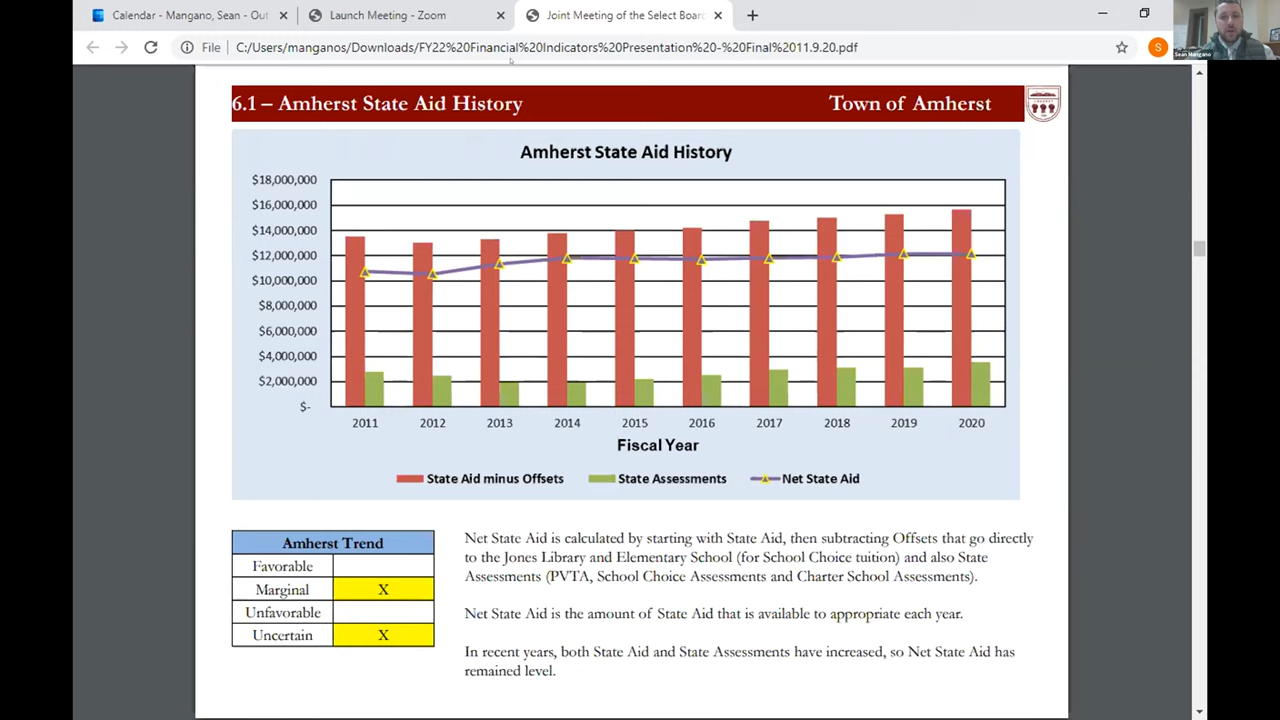 Calendar - Mangano, Sean - Out
Launch Meeting - Zoom
Joint Meeting of the Select Boar
File
C:/Users/manganos/Downloads/FY22%20Financial%20Indicators%20Presentation%20-%20Final%2011.9.20.pdf
S
Sean Mangano
6.1 – Amherst State Aid History
Town of Amherst
Amherst State Aid History
$18,000,000
$16,000,000
$14,000,000
$12,000,000
$10,000,000
$8,000,000
$6,000,000
$4,000,000
$2,000,000
$-
2011 2012 2013 2014 2015 2016 2017 2018 2019 2020
Fiscal Year
State Aid minus Offsets State Assessments Net State Aid
Amherst Trend
Favorable
Marginal X
Unfavorable
Uncertain X
Net State Aid is calculated by starting with State Aid, then subtracting Offsets that go directly
to the Jones Library and Elementary School (for School Choice tuition) and also State
Assessments (PVTA, School Choice Assessments and Charter School Assessments).
Net State Aid is the amount of State Aid that is available to appropriate each year.
In recent years, both State Aid and State Assessments have increased, so Net State Aid has
remained level.